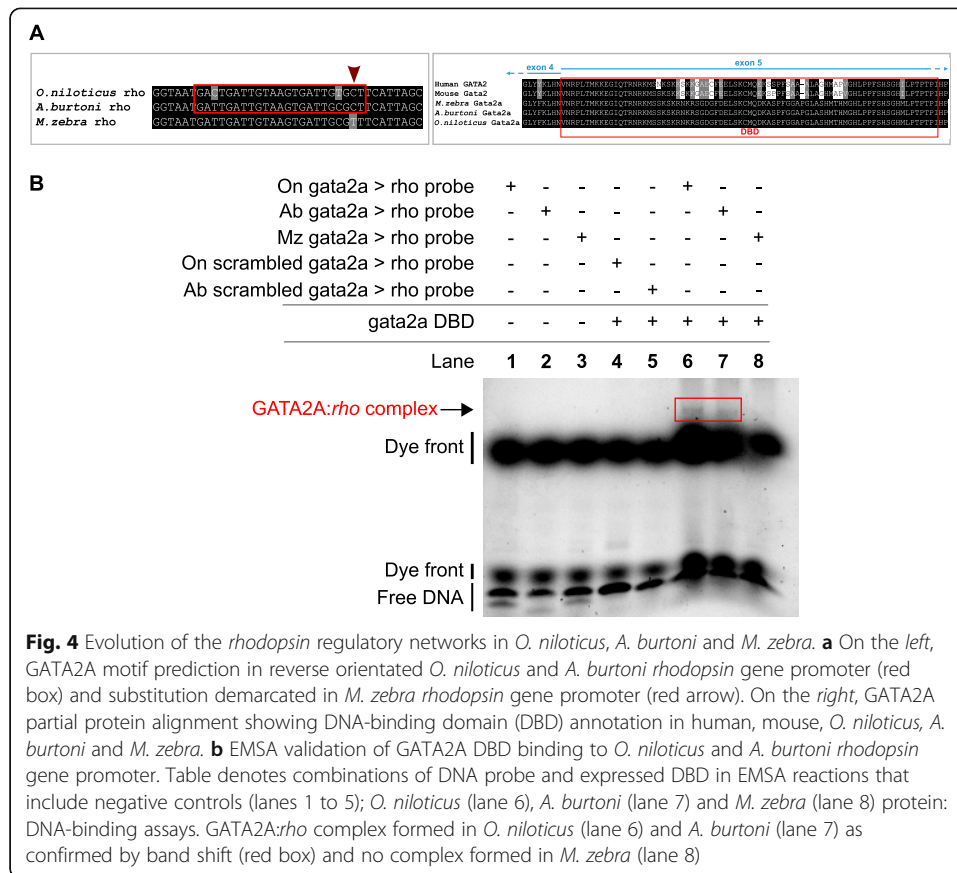 A
O.niloticus rho GGTAATGACTGATTGTAAGTGATTGTGCTTCATTAGC
A.burtoni rho GGTAATGATTGATTGTAAGTGATTGCGCTTCATTAGC
M.zebra rho GGTAATGATTGATTGTAAGTGATTGCGTTTCATTAGC
exon 4 exon 5
Human GATA2
Mouse Gata2
M.zebra Gata2a
A.burtoni Gata2a
O.niloticus Gata2a
DBD
B
On gata2a > rho probe + - - - - + - -
Ab gata2a > rho probe - + - - - - + -
Mz gata2a > rho probe - - + - - - - +
On scrambled gata2a > rho probe - - - + - - - -
Ab scrambled gata2a > rho probe - - - - + - - -
gata2a DBD - - - + + + + +
Lane 1 2 3 4 5 6 7 8
GATA2A:rho complex
Dye front
Dye front
Free DNA
Fig. 4 Evolution of the rhodopsin regulatory networks in O. niloticus, A. burtoni and M. zebra. a On the left,
GATA2A motif prediction in reverse orientated O. niloticus and A. burtoni rhodopsin gene promoter (red
box) and substitution demarcated in M. zebra rhodopsin gene promoter (red arrow). On the right, GATA2A
partial protein alignment showing DNA-binding domain (DBD) annotation in human, mouse, O. niloticus, A.
burtoni and M. zebra. b EMSA validation of GATA2A DBD binding to O. niloticus and A. burtoni rhodopsin
gene promoter. Table denotes combinations of DNA probe and expressed DBD in EMSA reactions that
include negative controls (lanes 1 to 5); O. niloticus (lane 6), A. burtoni (lane 7) and M. zebra (lane 8) protein:
DNA-binding assays. GATA2A:rho complex formed in O. niloticus (lane 6) and A. burtoni (lane 7) as
confirmed by band shift (red box) and no complex formed in M. zebra (lane 8)